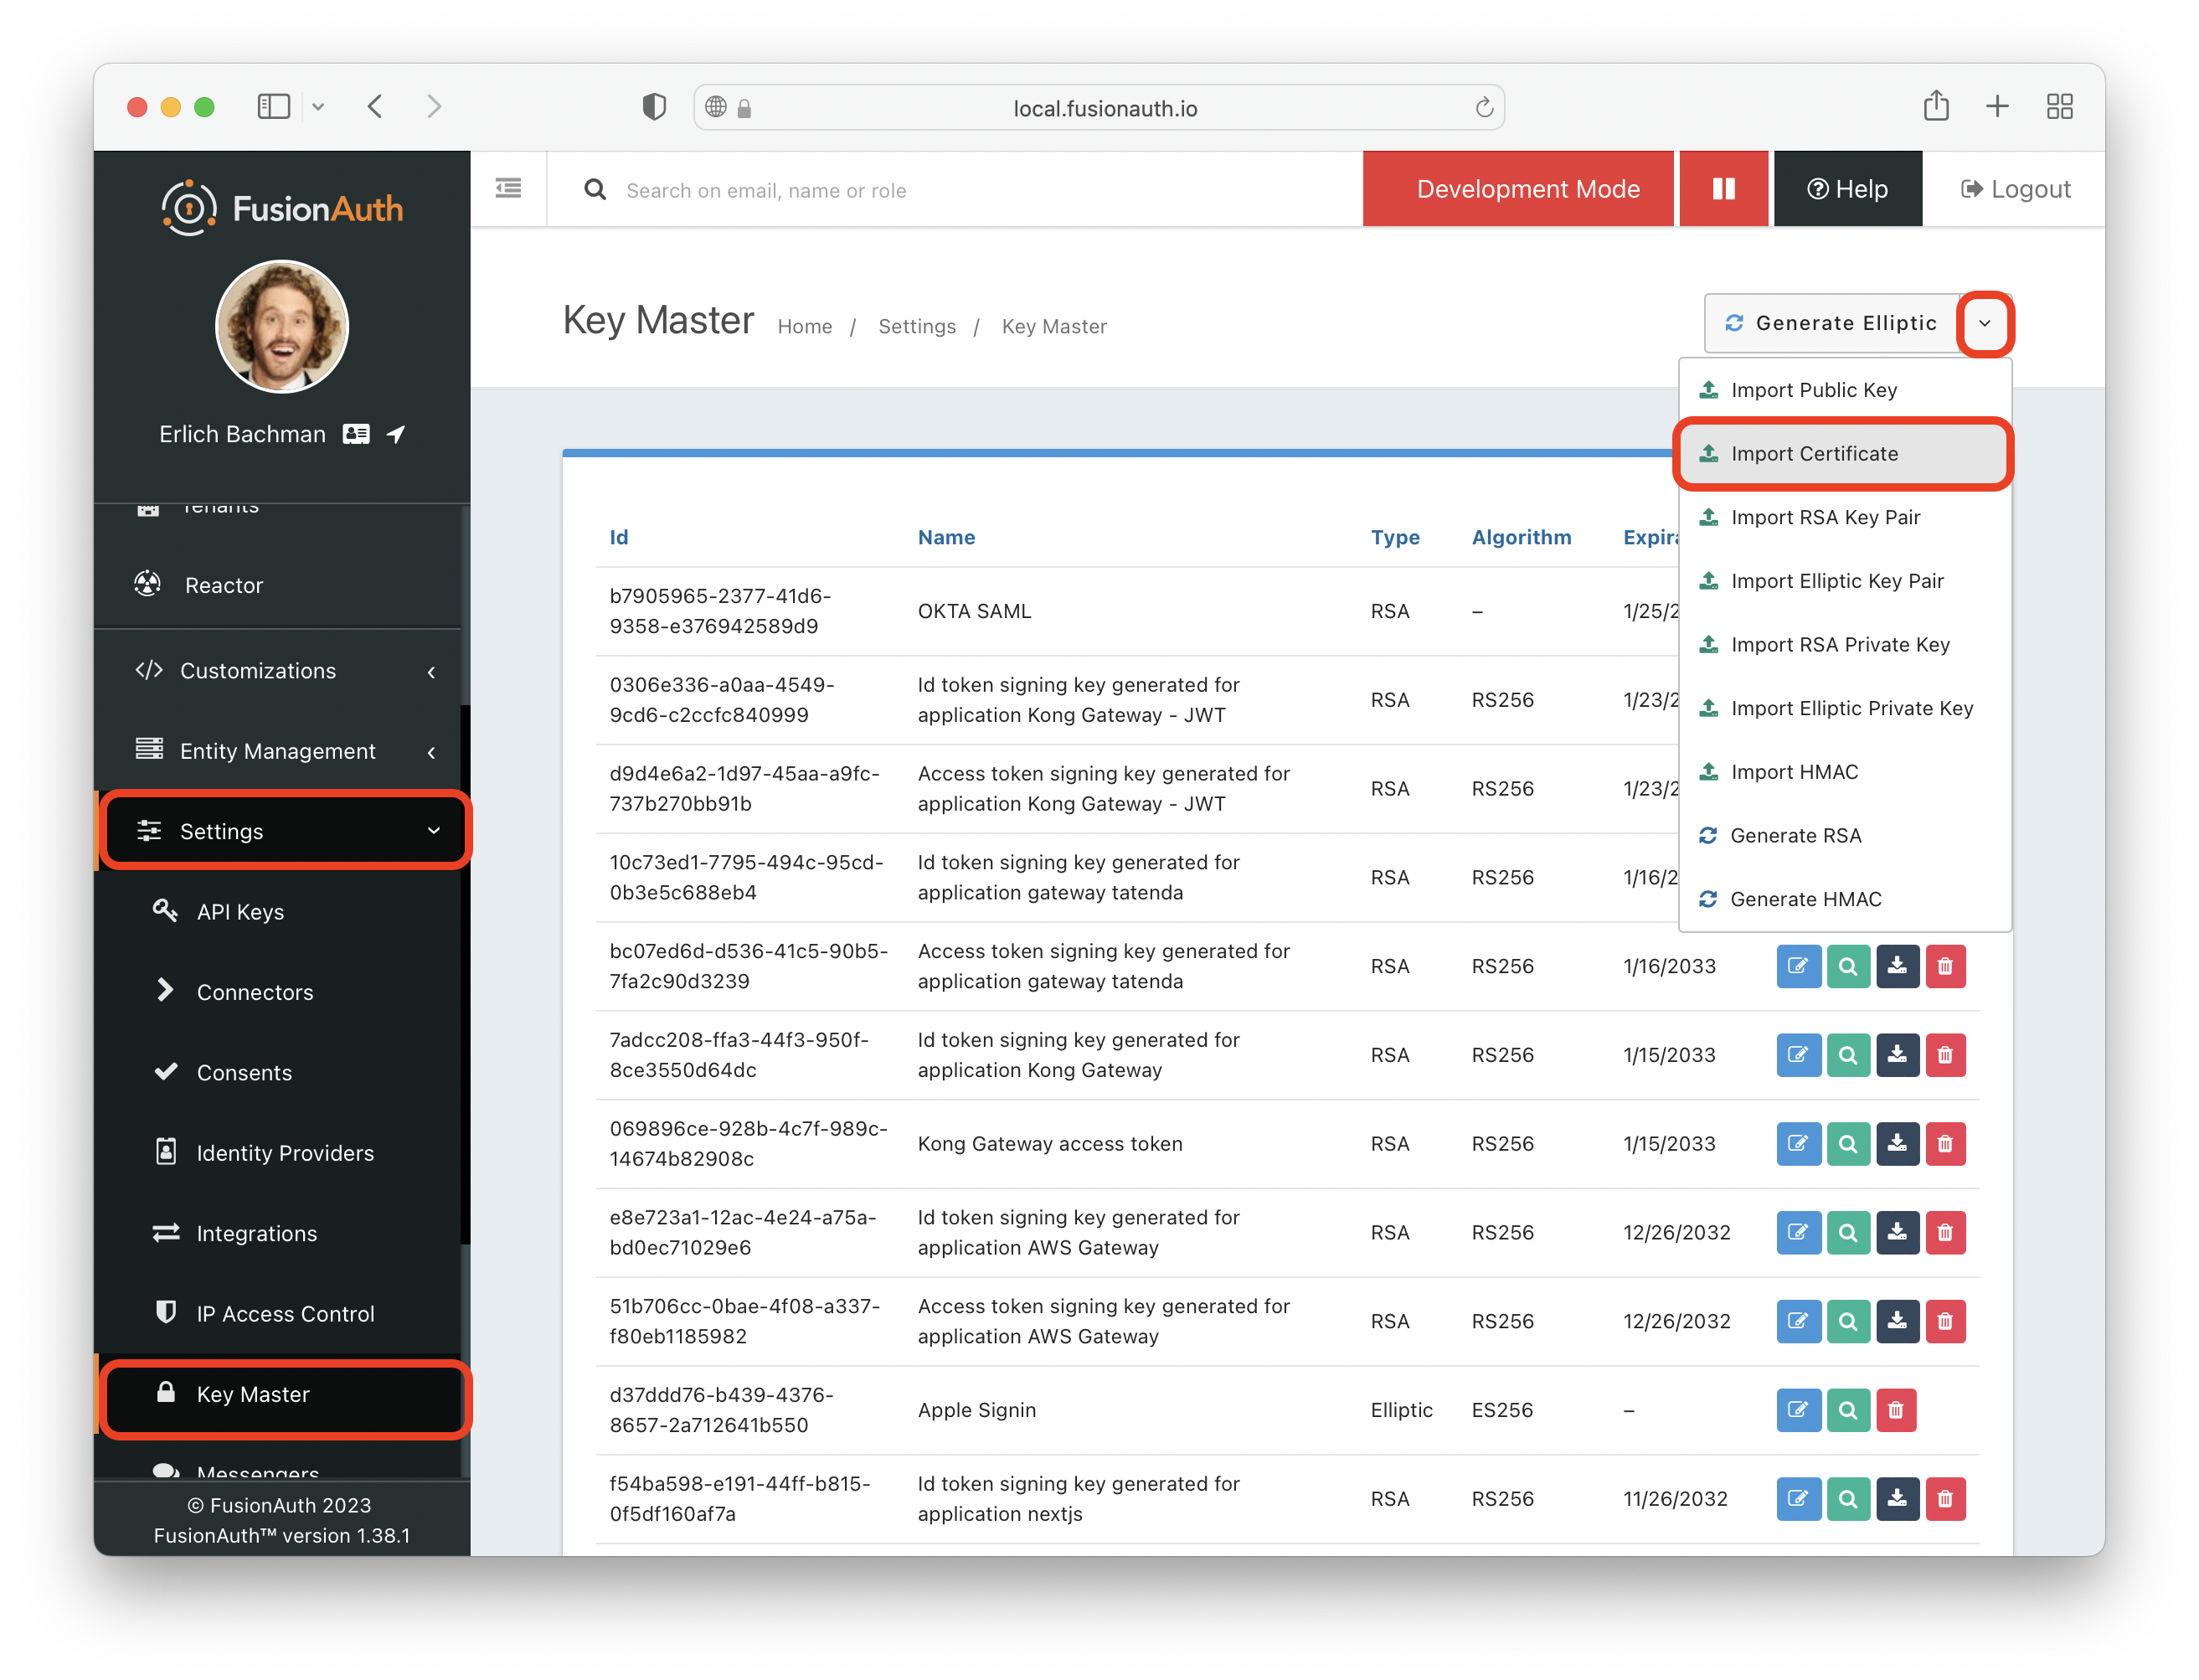 local.fusionauth.io
FusionAuth
Search on email, name or role
Development Mode
Help
Logout
Erlich Bachman
Tenants
Reactor
Customizations
Entity Management
Settings
API Keys
Connectors
Consents
Identity Providers
Integrations
IP Access Control
Key Master
Messengers
© FusionAuth 2023
FusionAuth™ version 1.38.1
Key Master Home / Settings / Key Master
Generate Elliptic
Import Public Key
Import Certificate
Import RSA Key Pair
Import Elliptic Key Pair
Import RSA Private Key
Import Elliptic Private Key
Import HMAC
Generate RSA
Generate HMAC
Id Name Type Algorithm
b7905965-2377-41d6-
9358-e376942589d9
OKTA SAML RSA – 1/25/2
0306e336-a0aa-4549-
9cd6-c2ccfc840999
Id token signing key generated for
application Kong Gateway - JWT
RSA RS256 1/23/2
d9d4e6a2-1d97-45aa-a9fc-
737b270bb91b
Access token signing key generated for
application Kong Gateway - JWT
RSA RS256 1/23/2
10c73ed1-7795-494c-95cd-
0b3e5c688eb4
Id token signing key generated for
application gateway tatenda
RSA RS256 1/16/2
bc07ed6d-d536-41c5-90b5-
7fa2c90d3239
Access token signing key generated for
application gateway tatenda
RSA RS256 1/16/2033
7adcc208-ffa3-44f3-950f-
8ce3550d64dc
Id token signing key generated for
application Kong Gateway
RSA RS256 1/15/2033
069896ce-928b-4c7f-989c-
14674b82908c
Kong Gateway access token RSA RS256 1/15/2033
e8e723a1-12ac-4e24-a75a-
bd0ec71029e6
Id token signing key generated for
application AWS Gateway
RSA RS256 12/26/2032
51b706cc-0bae-4f08-a337-
f80eb1185982
Access token signing key generated for
application AWS Gateway
RSA RS256 12/26/2032
d37ddd76-b439-4376-
8657-2a712641b550
Apple Signin Elliptic ES256 –
f54ba598-e191-44ff-b815-
0f5df160af7a
Id token signing key generated for
application nextjs
RSA RS256 11/26/2032